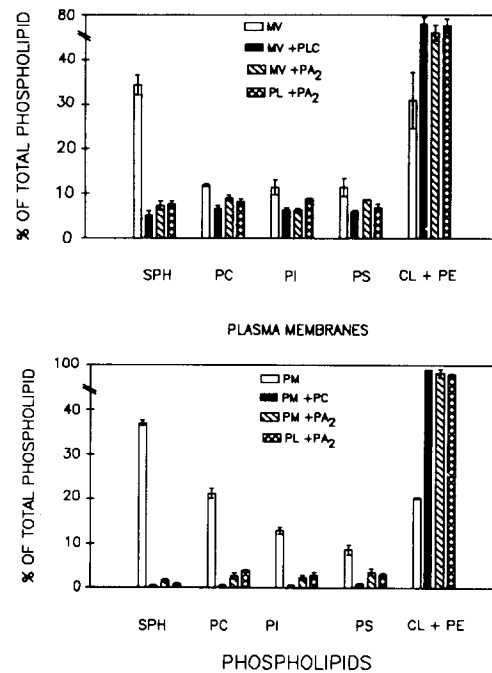 80
30
20
10
0
% OF TOTAL PHOSPHOLIPID
MV
MV +PLC
MV +PA2
PL +PA2
SPH PC PI PS CL + PE
PLASMA MEMBRANES
100
40
30
20
10
0
% OF TOTAL PHOSPHOLIPID
PM
PM +PC
PM +PA2
PL +PA2
SPH PC PI PS CL + PE
PHOSPHOLIPIDS